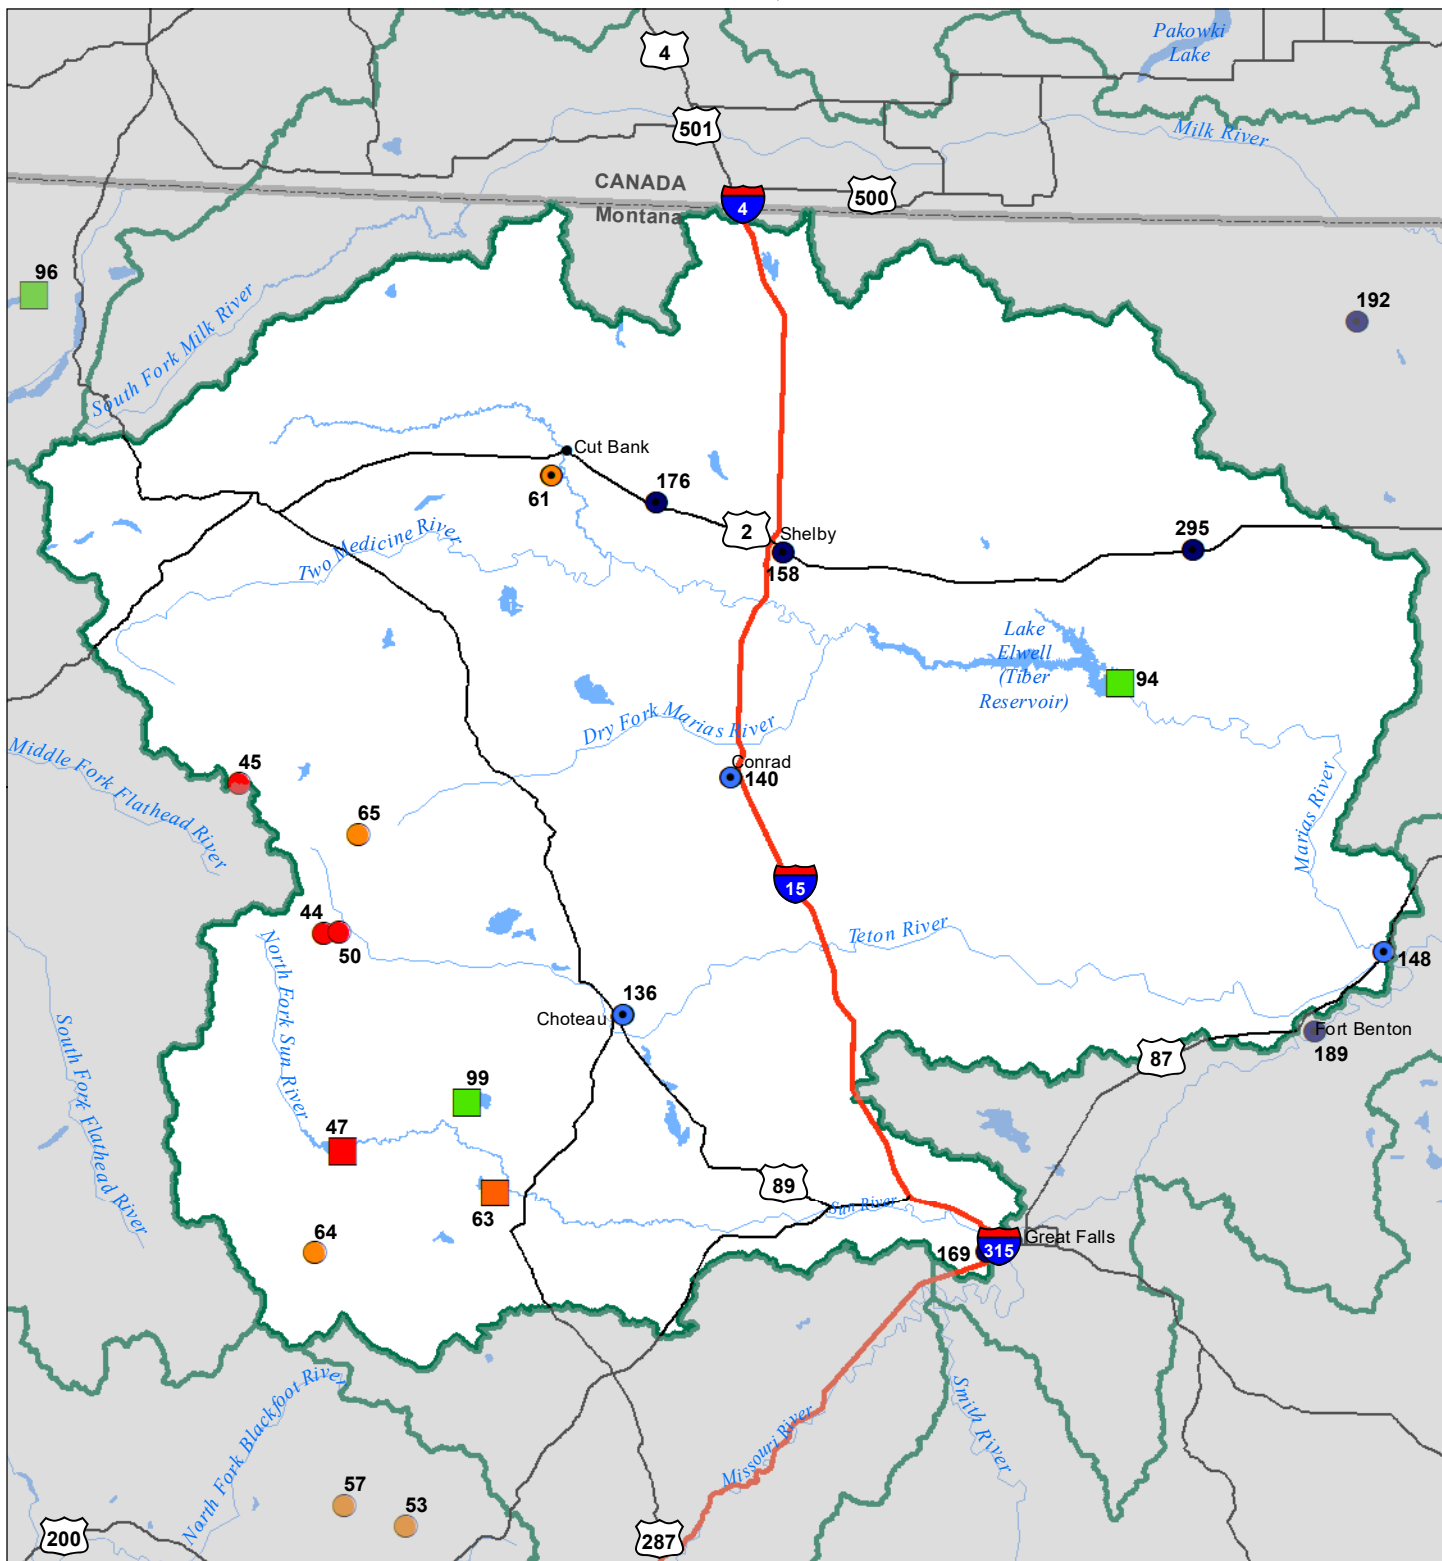 Pakowki
Lake
4
501
Milk River
CANADA
500
4
Montana
96
192
South Fork Milk River
Cut Bank
61
176
2
Shelby
295
158
Two Medicine River
Lake
Elwell
(Tiber
Reservoir)
94
Dry Fork Marias River
Middle Fork Flathead River
45
Conrad
140
65
Marias River
15
44
50
North Fork Sun River
Teton River
148
136
Choteau
Fort Benton
189
87
South Fork Flathead River
99
47
89
63
Sun River
64
169
315
Great Falls
North Fork Blackfoot River
Missouri River
Smith River
57
53
200
287